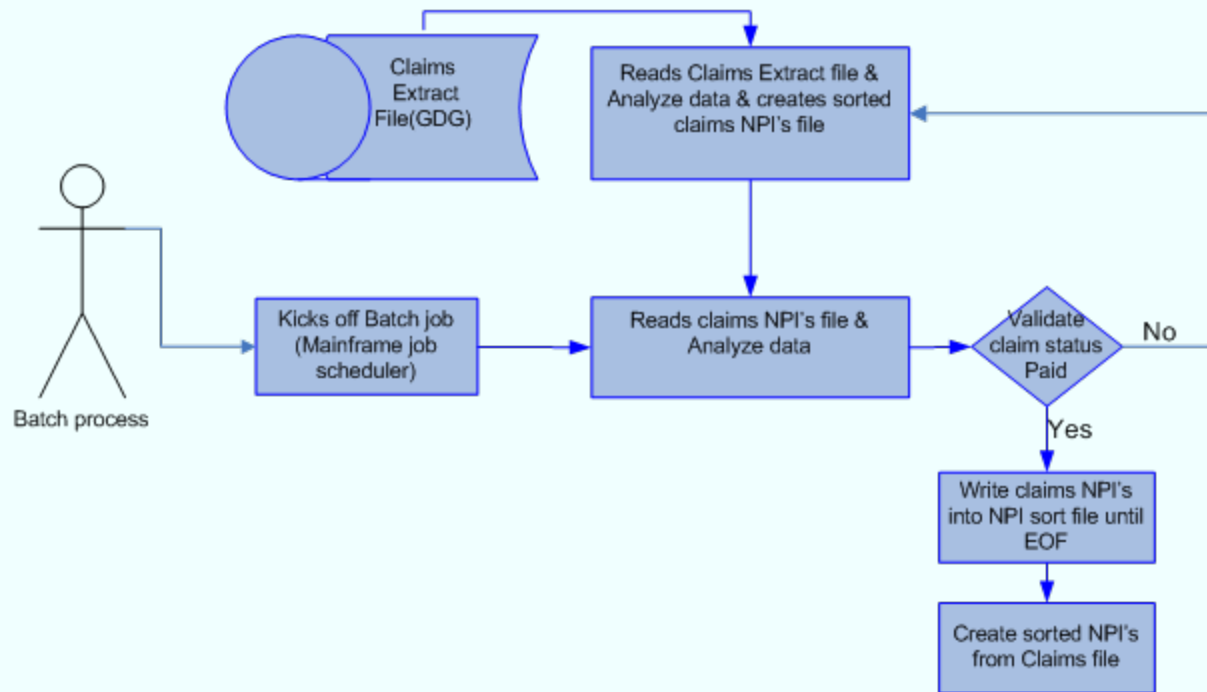 Claims
Extract
File(GDG)
Reads Claims Extract file &
Analyze data & creates sorted
claims NPI's file
Batch process
Kicks off Batch job
(Mainframe job
scheduler)
Reads claims NPI's file &
Analyze data
Validate
claim status
Paid
No
Yes
Write claims NPI's
into NPI sort file until
EOF
Create sorted NPI's
from Claims file